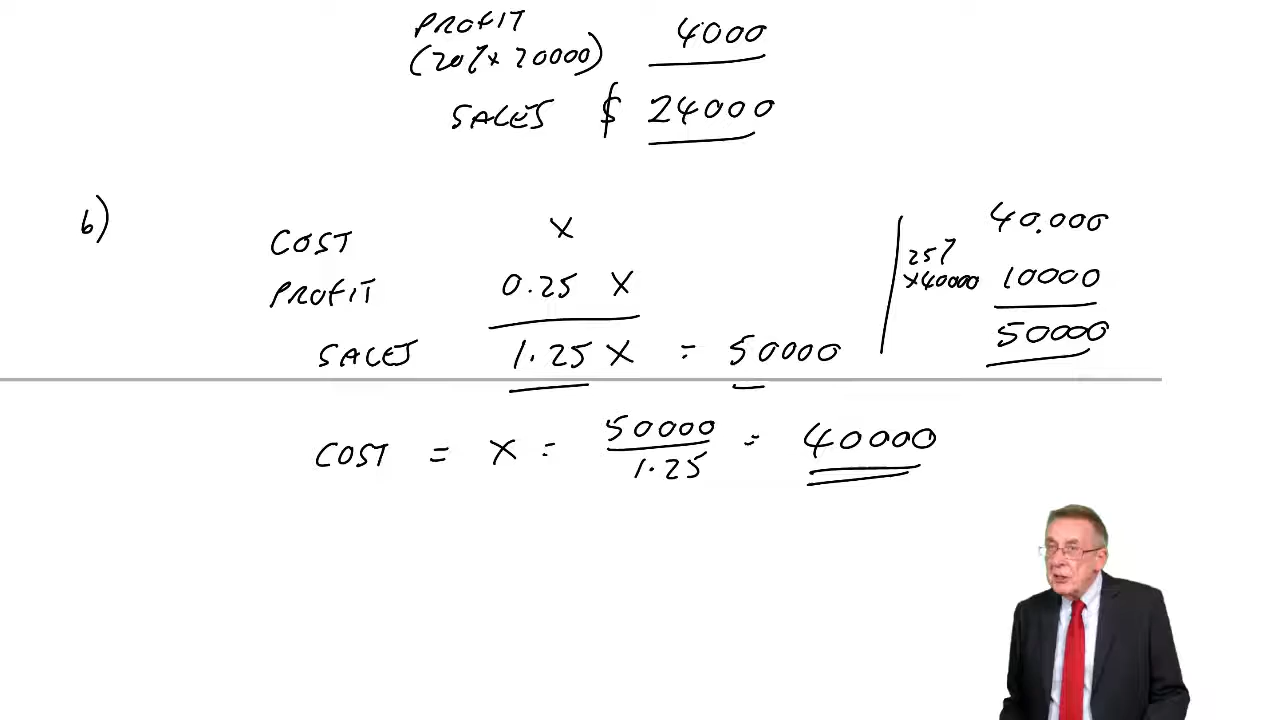 PROFIT 4000
(20% x 20000)
SALES $ 24000
b)
COST X
PROFIT 0.25 X
SALES 1.25 X = 50000
COST = X = 50000 / 1.25 = 40000
40.000
25%
x40000 10000
50000